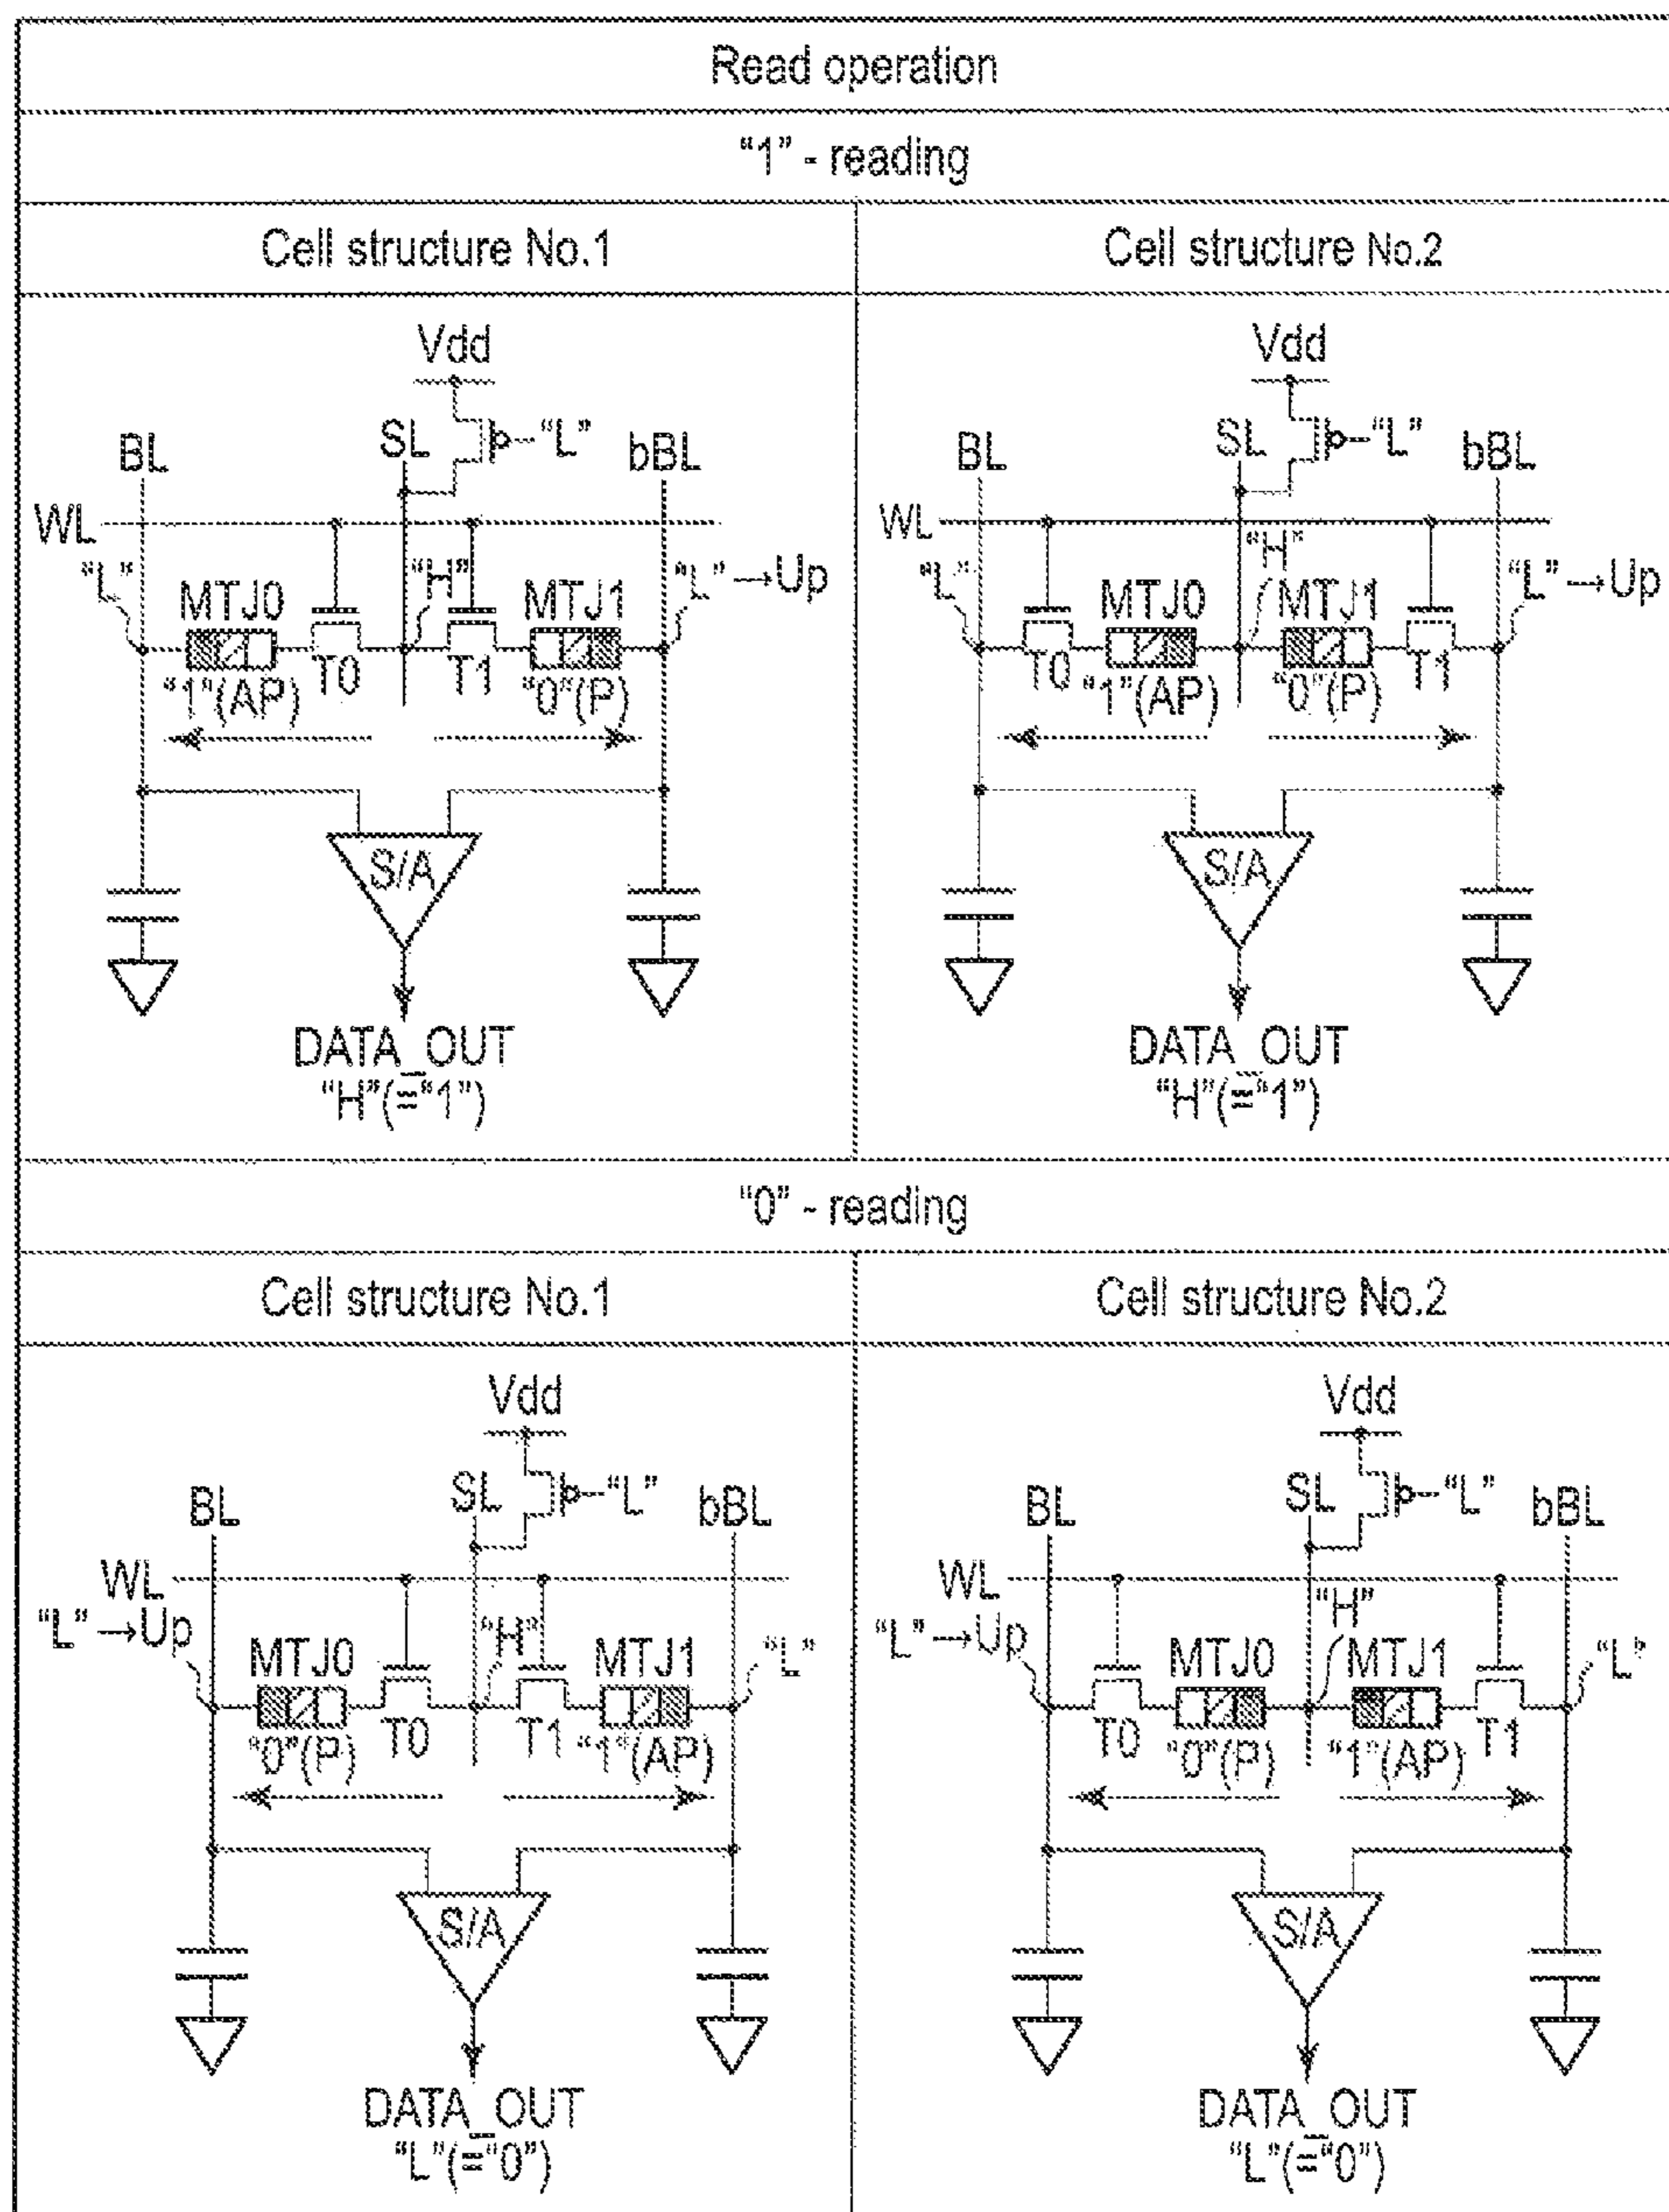 Read operation
"1" - reading
Cell structure No.1
Cell structure No.2
Vdd
SL
"L"
BL
bBL
WL
"L"
"H"
"L" →Up
MTJ0
MTJ1
T0
T1
"1"(AP)
"0"(P)
S/A
DATA_OUT
"H"(="1")
Vdd
SL
"L"
BL
bBL
WL
"L"
"H"
"L" →Up
MTJ0
MTJ1
T0
"1"(AP)
"0"(P)
T1
S/A
DATA_OUT
"H"(="1")
"0" - reading
Cell structure No.1
Cell structure No.2
Vdd
SL
"L"
BL
bBL
WL
"L" →Up
"H"
"L"
MTJ0
MTJ1
"0"(P)
T0
T1
"1"(AP)
S/A
DATA_OUT
"L"(="0")
Vdd
SL
"L"
BL
bBL
WL
"L" →Up
"H"
"L"
MTJ0
MTJ1
T0
"0"(P)
"1"(AP)
T1
S/A
DATA_OUT
"L"(="0")